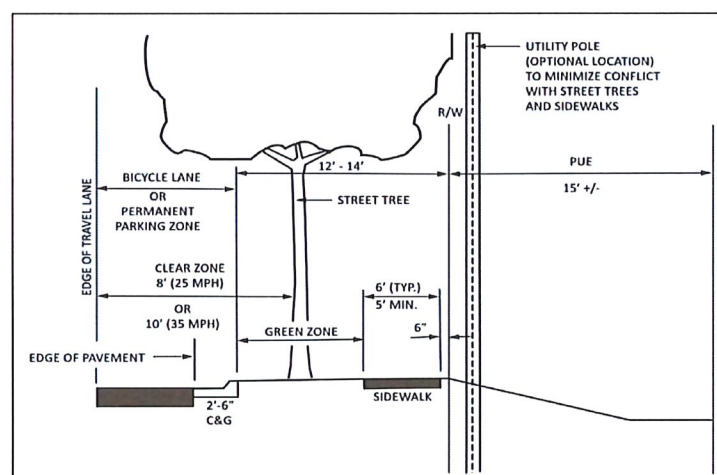 UTILITY POLE
(OPTIONAL LOCATION)
TO MINIMIZE CONFLICT
WITH STREET TREES
AND SIDEWALKS
R/W
12' - 14'
PUE
15' +/-
BICYCLE LANE
OR
PERMANENT
PARKING ZONE
STREET TREE
EDGE OF TRAVEL LANE
CLEAR ZONE
8' (25 MPH)
OR
10' (35 MPH)
6' (TYP.)
5' MIN.
GREEN ZONE
6"
EDGE OF PAVEMENT
2'-6"
C&G
SIDEWALK